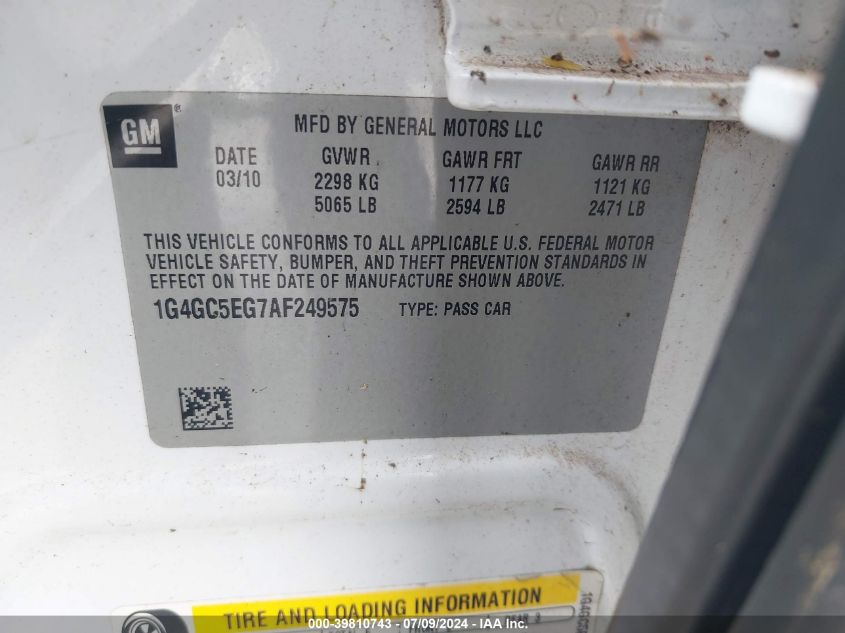 GM ®
MFD BY GENERAL MOTORS LLC
DATE GVWR GAWR FRT GAWR RR
03/10 2298 KG 1177 KG 1121 KG
5065 LB 2594 LB 2471 LB
THIS VEHICLE CONFORMS TO ALL APPLICABLE U.S. FEDERAL MOTOR
VEHICLE SAFETY, BUMPER, AND THEFT PREVENTION STANDARDS IN
EFFECT ON THE DATE OF MANUFACTURE SHOWN ABOVE.
1G4GC5EG7AF249575 TYPE: PASS CAR
TIRE AND LOADING INFORMATION
000-39810743 - 07/09/2024 - IAAI.com